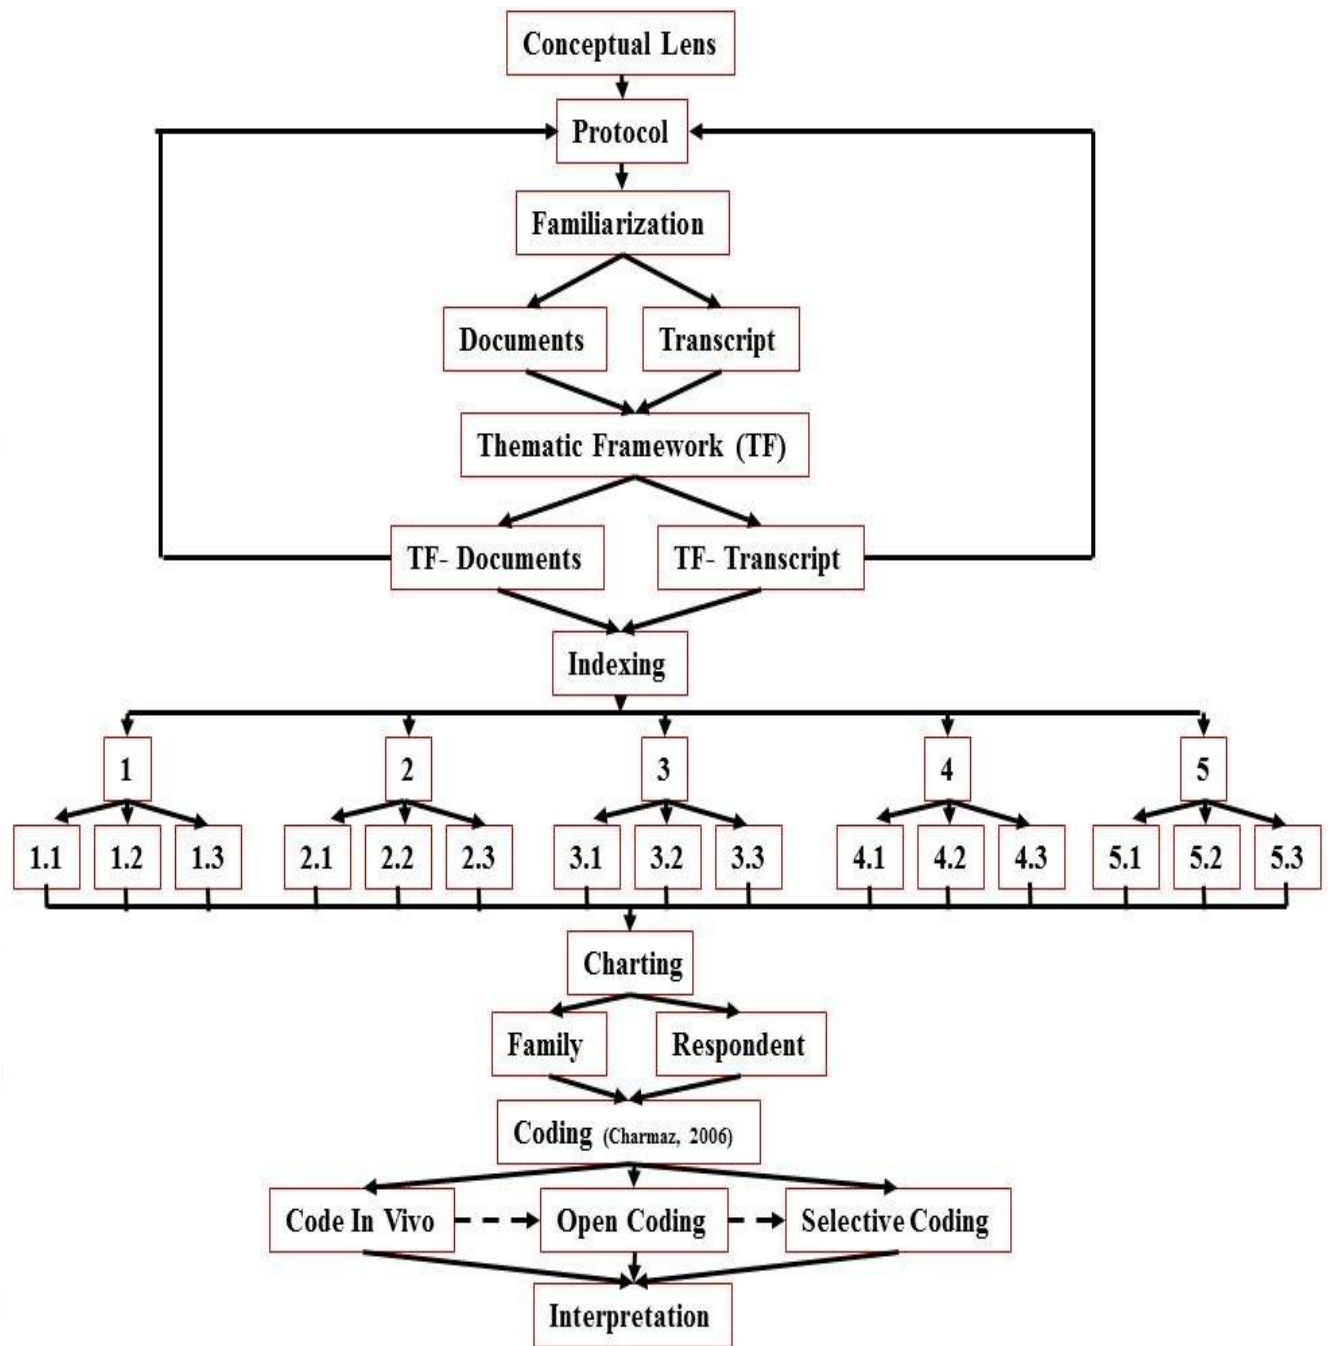 Conceptual Lens
Protocol
Familiarization
Documents
Transcript
Thematic Framework (TF)
TF- Documents
TF- Transcript
Indexing
1
2
3
4
5
1.1
1.2
1.3
2.1
2.2
2.3
3.1
3.2
3.3
4.1
4.2
4.3
5.1
5.2
5.3
Charting
Family
Respondent
Coding (Charmaz, 2006)
Code In Vivo
Open Coding
Selective Coding
Interpretation